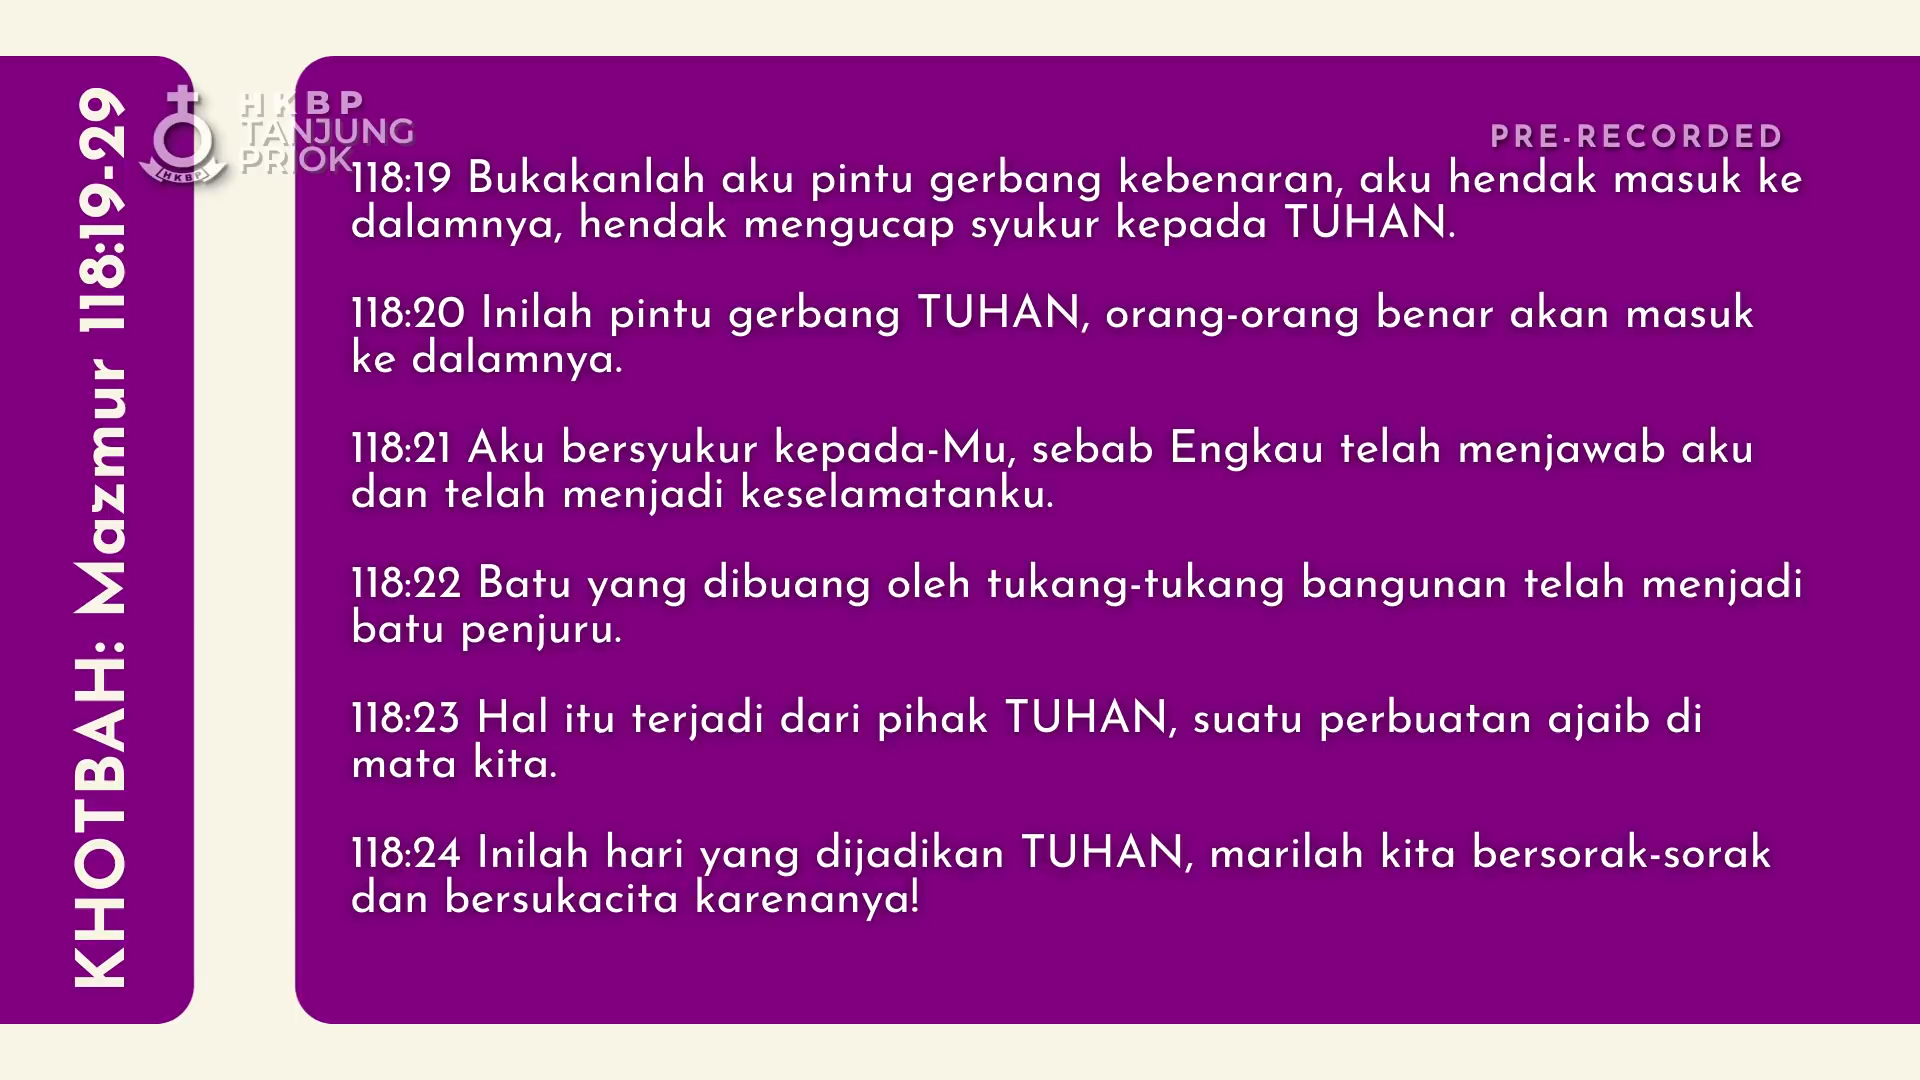 KHOTBAH: Mazmur 118:19-29
HKBP
TANJUNG
PRIOK
HKBP
PRE-RECORDED
118:19 Bukakanlah aku pintu gerbang kebenaran, aku hendak masuk ke
dalamnya, hendak mengucap syukur kepada TUHAN.
118:20 Inilah pintu gerbang TUHAN, orang-orang benar akan masuk
ke dalamnya.
118:21 Aku bersyukur kepada-Mu, sebab Engkau telah menjawab aku
dan telah menjadi keselamatanku.
118:22 Batu yang dibuang oleh tukang-tukang bangunan telah menjadi
batu penjuru.
118:23 Hal itu terjadi dari pihak TUHAN, suatu perbuatan ajaib di
mata kita.
118:24 Inilah hari yang dijadikan TUHAN, marilah kita bersorak-sorak
dan bersukacita karenanya!